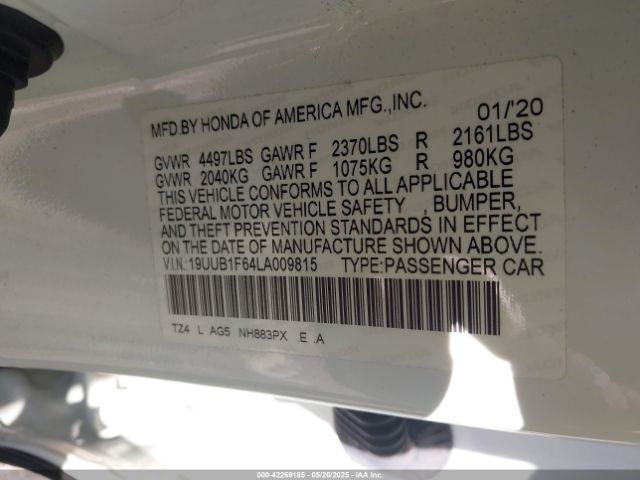 MFD.BY HONDA OF AMERICA MFG.,INC. 01/'20
GVWR 4497LBS GAWR F 2370LBS R 2161LBS
GVWR 2040KG GAWR F 1075KG R 980KG
THIS VEHICLE CONFORMS TO ALL APPLICABLE
FEDERAL MOTOR VEHICLE SAFETY , BUMPER,
AND THEFT PREVENTION STANDARDS IN EFFECT
ON THE DATE OF MANUFACTURE SHOWN ABOVE.
V.I.N.:19UUB1F64LA009815 TYPE:PASSENGER CAR
TZ4 L AG5 NH883PX .E .A
000-42269185 - 05/20/2025 - IAA Inc.